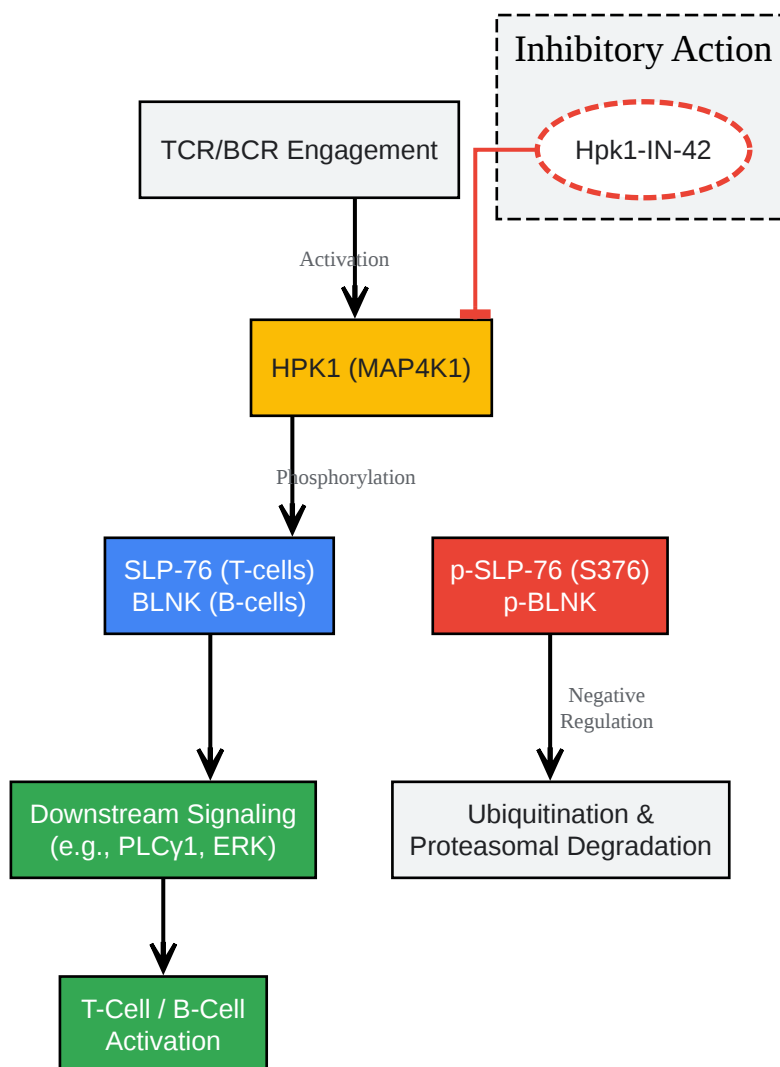 Inhibitory Action
TCR/BCR Engagement
Hpk1-IN-42
Activation
HPK1 (MAP4K1)
Phosphorylation
SLP-76 (T-cells)
BLNK (B-cells)
p-SLP-76 (S376)
p-BLNK
Negative
Regulation
Downstream Signaling
(e.g., PLCγ1, ERK)
Ubiquitination &
Proteasomal Degradation
T-Cell / B-Cell
Activation